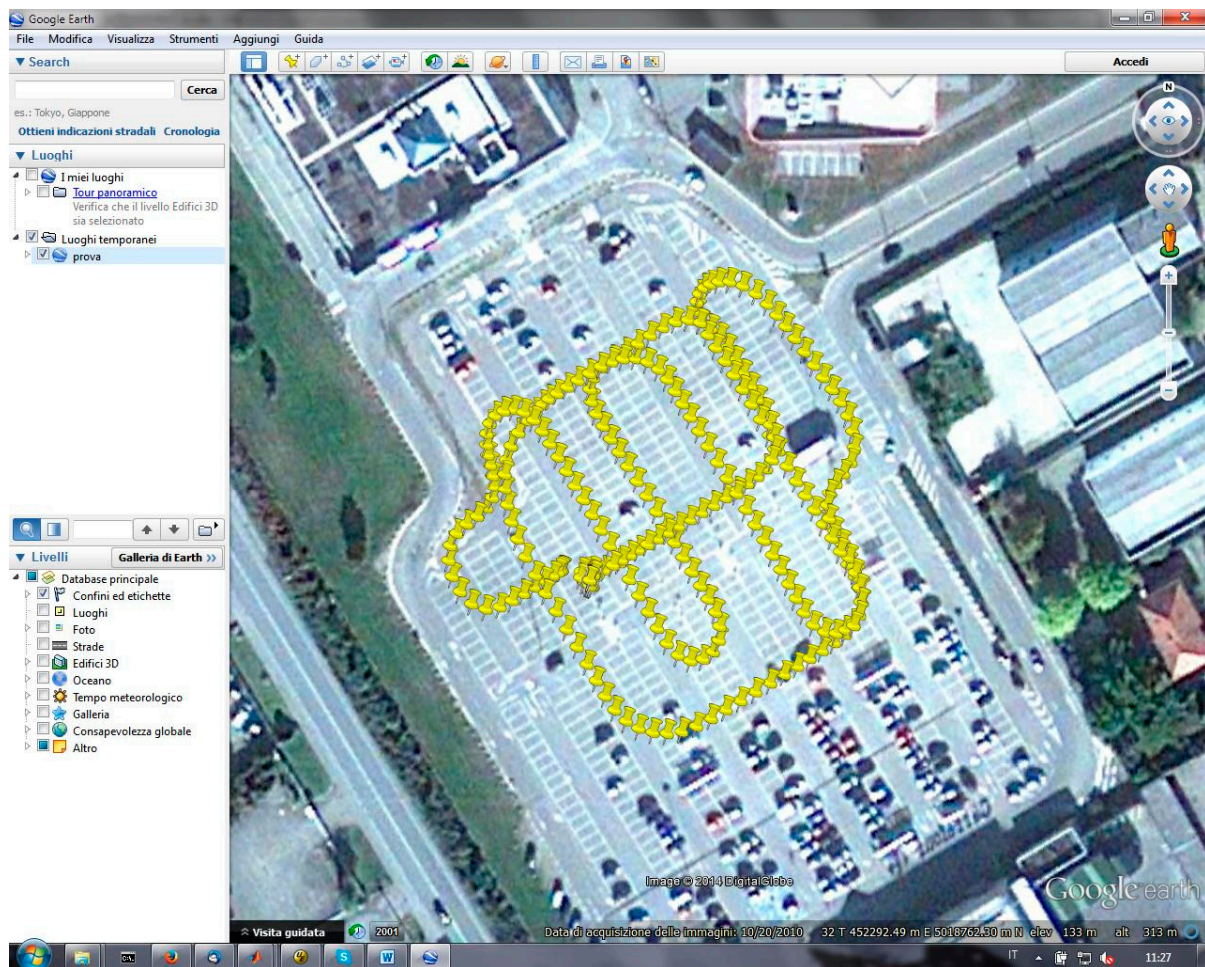 Google Earth
File Modifica Visualizza Strumenti Aggiungi Guida
Search
Accedi
Cerca
es.: Tokyo, Giappone
Ottieni indicazioni stradali Cronologia
Luoghi
I miei luoghi
Tour panoramico
Verifica che il livello Edifici 3D
sia selezionato
Luoghi temporanei
prova
Livelli
Galleria di Earth >>
Database principale
Confini ed etichette
Luoghi
Foto
Strade
Edifici 3D
Oceano
Tempo meteorologico
Galleria
Consapevolezza globale
Altro
N
Image © 2014 DigitalGlobe
Google earth
Visita guidata
2001
Data di acquisizione delle immagini: 10/20/2010 32 T 452292.49 m E 5018762.30 m N elev 133 m alt 313 m
IT
11:27